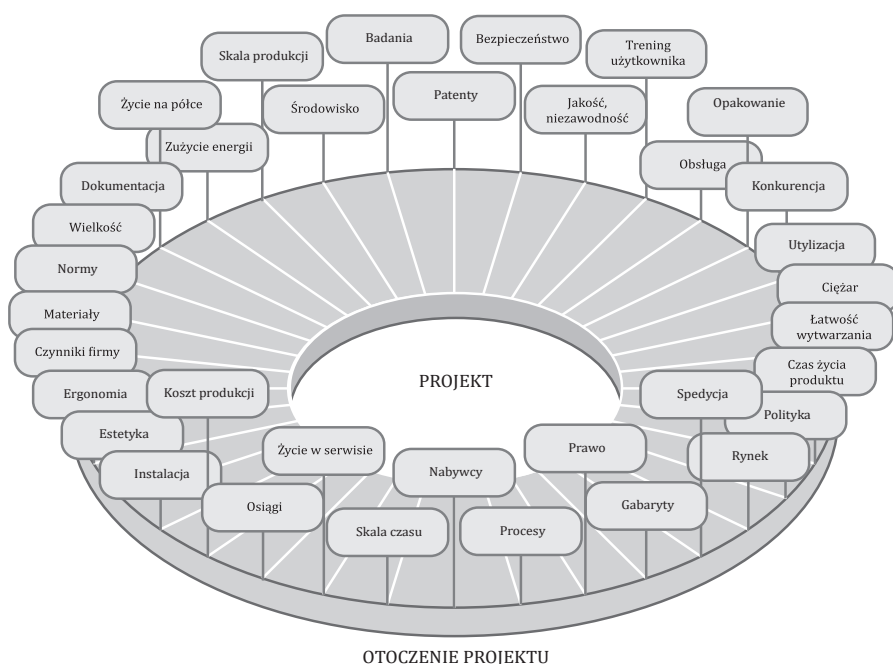 Badania
Bezpieczeństwo
Skala produkcji
Trening
użytkownika
Patenty
Życie na półce
Środowisko
Jakość,
niezawodność
Opakowanie
Zużycie energii
Obsługa
Dokumentacja
Konkurencja
Wielkość
Utylizacja
Normy
Ciężar
Materiały
Łatwość
wytwarzania
Czynniki firmy
Czas życia
produktu
PROJEKT
Ergonomia
Koszt produkcji
Spedycja
Polityka
Estetyka
Życie w serwisie
Prawo
Rynek
Instalacja
Nabywcy
Osiągi
Gabaryty
Skala czasu
Procesy
OTOCZENIE PROJEKTU